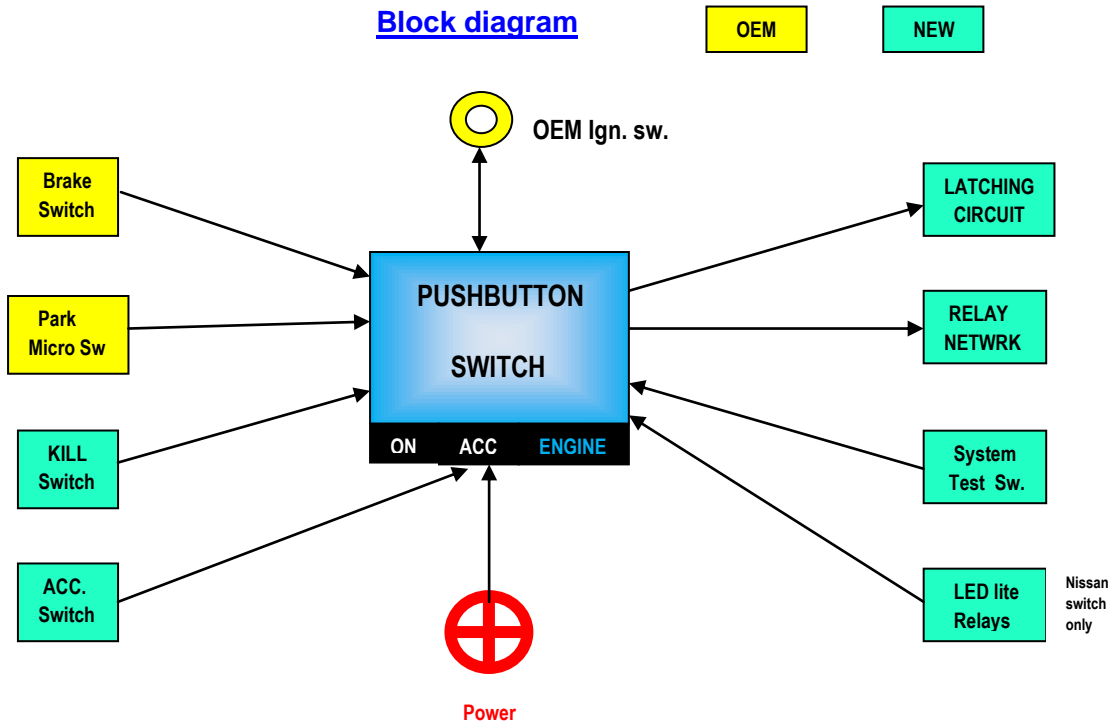 Block diagram
OEM
NEW
OEM Ign. sw.
Brake
Switch
Park
Micro Sw
KILL
Switch
ACC.
Switch
PUSHBUTTON
SWITCH
ON ACC ENGINE
Power
LATCHING
CIRCUIT
RELAY
NETWRK
System
Test Sw.
LED lite
Relays
Nissan
switch
only